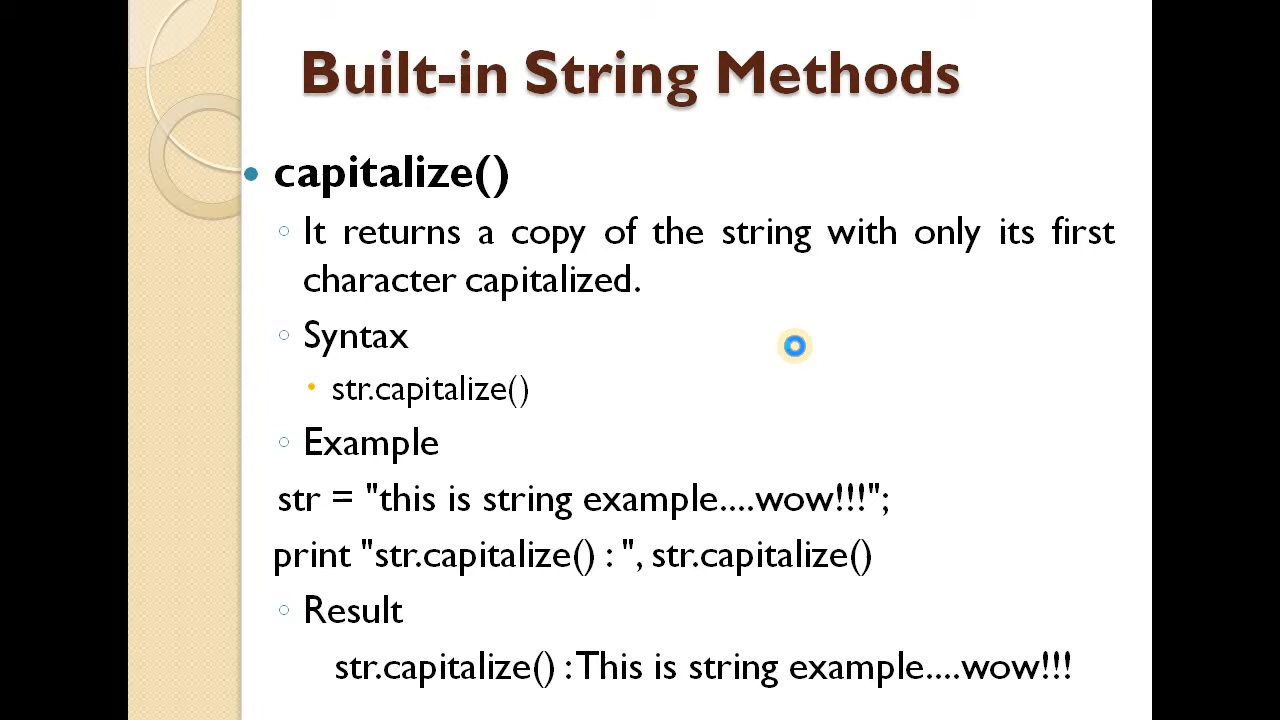 Built-in String Methods
capitalize()
It returns a copy of the string with only its first
character capitalized.
Syntax
str.capitalize()
Example
str = "this is string example....wow!!!";
print "str.capitalize() : ", str.capitalize()
Result
str.capitalize() : This is string example....wow!!!